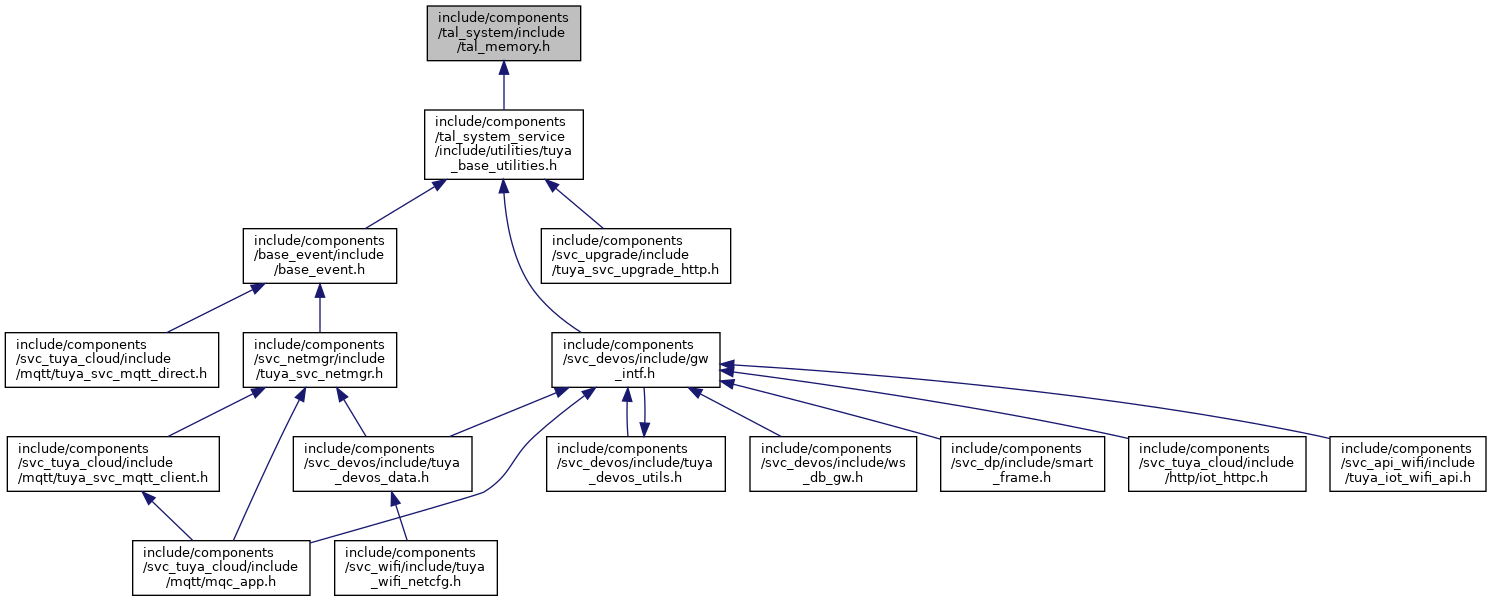 include/components
/tal_system/include
/tal_memory.h
include/components
/tal_system_service
/include/utilities/tuya
_base_utilities.h
include/components
/base_event/include
/base_event.h
include/components
/svc_upgrade/include
/tuya_svc_upgrade_http.h
include/components
/svc_tuya_cloud/include
/mqtt/tuya_svc_mqtt_direct.h
include/components
/svc_netmgr/include
/tuya_svc_netmgr.h
include/components
/svc_devos/include/gw
_intf.h
include/components
/svc_tuya_cloud/include
/mqtt/tuya_svc_mqtt_client.h
include/components
/svc_devos/include/tuya
_devos_data.h
include/components
/svc_devos/include/tuya
_devos_utils.h
include/components
/svc_devos/include/ws
_db_gw.h
include/components
/svc_dp/include/smart
_frame.h
include/components
/svc_tuya_cloud/include
/http/iot_httpc.h
include/components
/svc_api_wifi/include
/tuya_iot_wifi_api.h
include/components
/svc_tuya_cloud/include
/mqtt/mqc_app.h
include/components
/svc_wifi/include/tuya
_wifi_netcfg.h